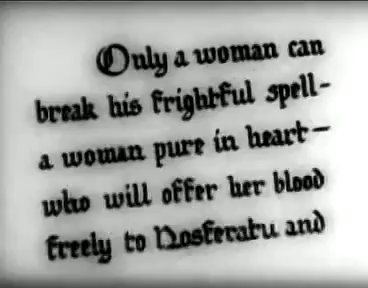 Only a woman can
break his frightful spell-
a woman pure in heart—
who will offer her blood
freely to Nosferatu and